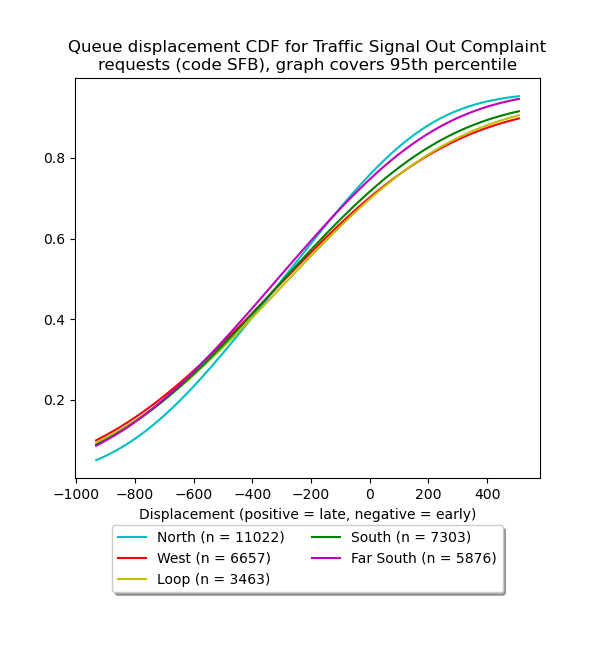 Queue displacement CDF for Traffic Signal Out Complaint
requests (code SFB), graph covers 95th percentile
0.8
0.6
0.4
0.2
−1000 −800 −600 −400 −200 0 200 400
Displacement (positive = late, negative = early)
North (n = 11022) South (n = 7303)
West (n = 6657) Far South (n = 5876)
Loop (n = 3463)